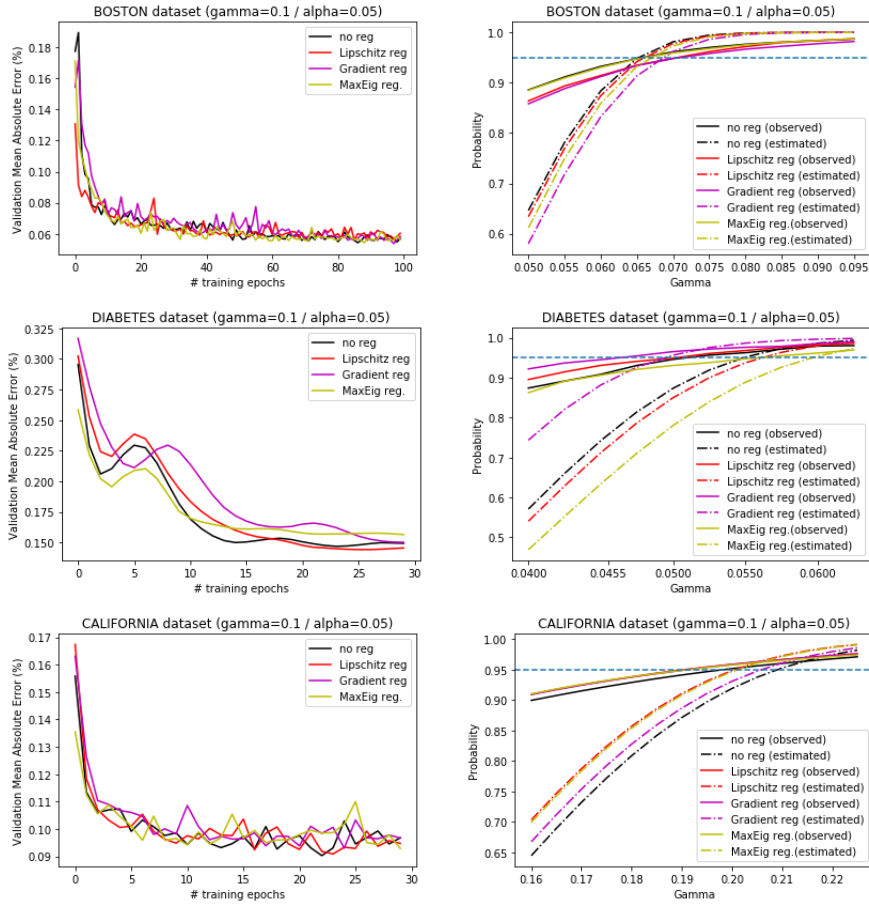 BOSTON dataset (gamma=0.1 / alpha=0.05)
Validation Mean Absolute Error (%)
0.18
0.16
0.14
0.12
0.10
0.08
0.06
no reg
Lipschitz reg
Gradient reg
MaxEig reg.
0 20 40 60 80 100
# training epochs
BOSTON dataset (gamma=0.1 / alpha=0.05)
Probability
1.0
0.9
0.8
0.7
0.6
no reg (observed)
no reg (estimated)
Lipschitz reg (observed)
Lipschitz reg (estimated)
Gradient reg (observed)
Gradient reg (estimated)
MaxEig reg.(observed)
MaxEig reg.(estimated)
0.050 0.055 0.060 0.065 0.070 0.075 0.080 0.085 0.090 0.095
Gamma
DIABETES dataset (gamma=0.1 / alpha=0.05)
Validation Mean Absolute Error (%)
0.325
0.300
0.275
0.250
0.225
0.200
0.175
0.150
no reg
Lipschitz reg
Gradient reg
MaxEig reg.
0 5 10 15 20 25 30
# training epochs
DIABETES dataset (gamma=0.1 / alpha=0.05)
Probability
1.0
0.9
0.8
0.7
0.6
0.5
no reg (observed)
no reg (estimated)
Lipschitz reg (observed)
Lipschitz reg (estimated)
Gradient reg (observed)
Gradient reg (estimated)
MaxEig reg.(observed)
MaxEig reg.(estimated)
0.0400 0.0455 0.0500 0.0550 0.0600
Gamma
CALIFORNIA dataset (gamma=0.1 / alpha=0.05)
Validation Mean Absolute Error (%)
0.17
0.16
0.15
0.14
0.13
0.12
0.11
0.10
0.09
no reg
Lipschitz reg
Gradient reg
MaxEig reg.
0 5 10 15 20 25 30
# training epochs
CALIFORNIA dataset (gamma=0.1 / alpha=0.05)
Probability
1.00
0.95
0.90
0.85
0.80
0.75
0.70
0.65
no reg (observed)
no reg (estimated)
Lipschitz reg (observed)
Lipschitz reg (estimated)
Gradient reg (observed)
Gradient reg (estimated)
MaxEig reg.(observed)
MaxEig reg.(estimated)
0.16 0.17 0.18 0.19 0.20 0.21 0.22
Gamma